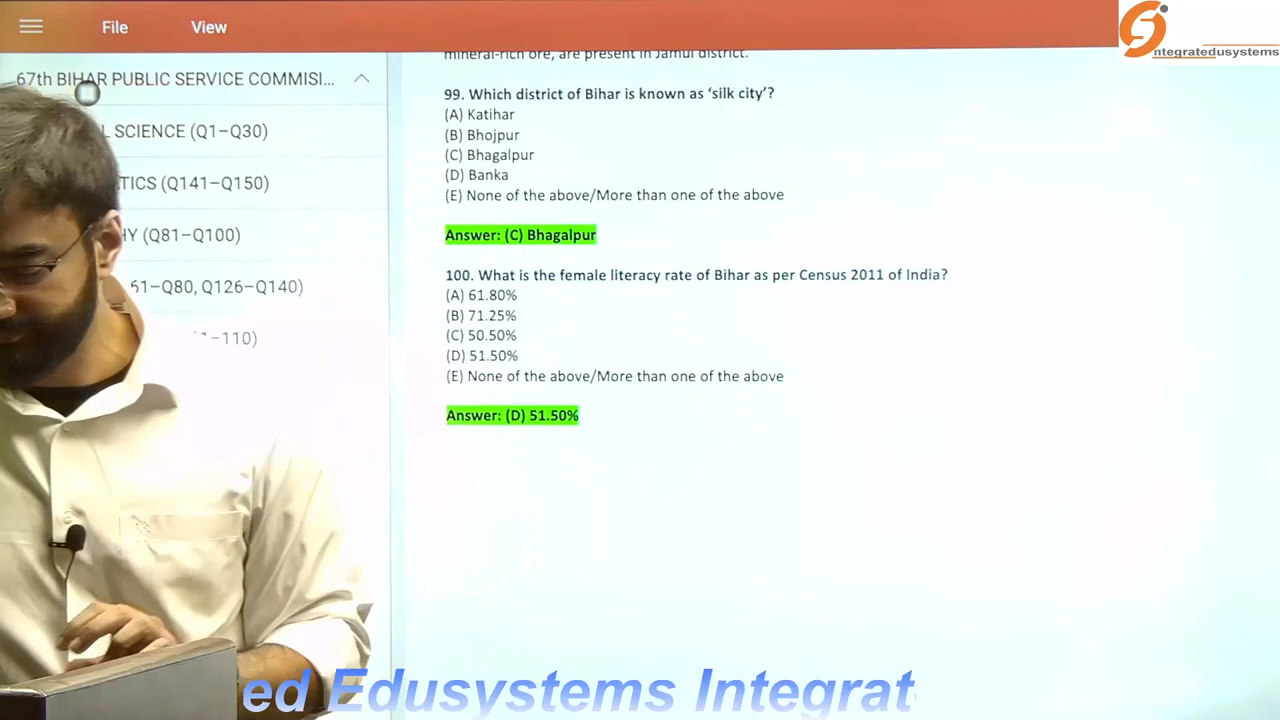 File
View
ntegratedusystems
mineral-rich ore, are present in Jamui district.
67th BIHAR PUBLIC SERVICE COMMISI...
SCIENCE (Q1–Q30)
(Q141–Q150)
(Q81–Q100)
61–Q80, Q126–Q140)
1–110)
99. Which district of Bihar is known as ‘silk city’?
(A) Katihar
(B) Bhojpur
(C) Bhagalpur
(D) Banka
(E) None of the above/More than one of the above
Answer: (C) Bhagalpur
100. What is the female literacy rate of Bihar as per Census 2011 of India?
(A) 61.80%
(B) 71.25%
(C) 50.50%
(D) 51.50%
(E) None of the above/More than one of the above
Answer: (D) 51.50%
ed Edusystems Integrat